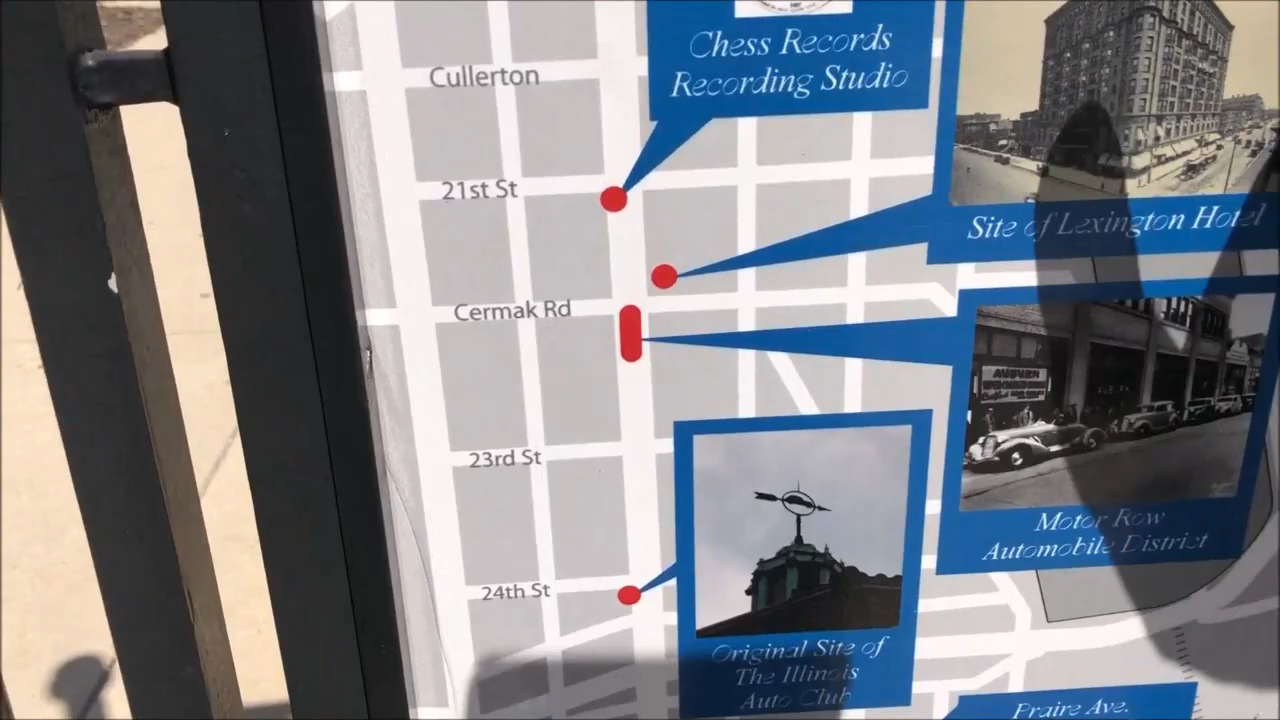 Chess Records
Recording Studio
Cullerton
21st St
Site of Lexington Hotel
Cermak Rd
AUBURN
Motor Row
Automobile District
23rd St
24th St
Original Site of
The Illinois
Auto Club
Praire Ave.